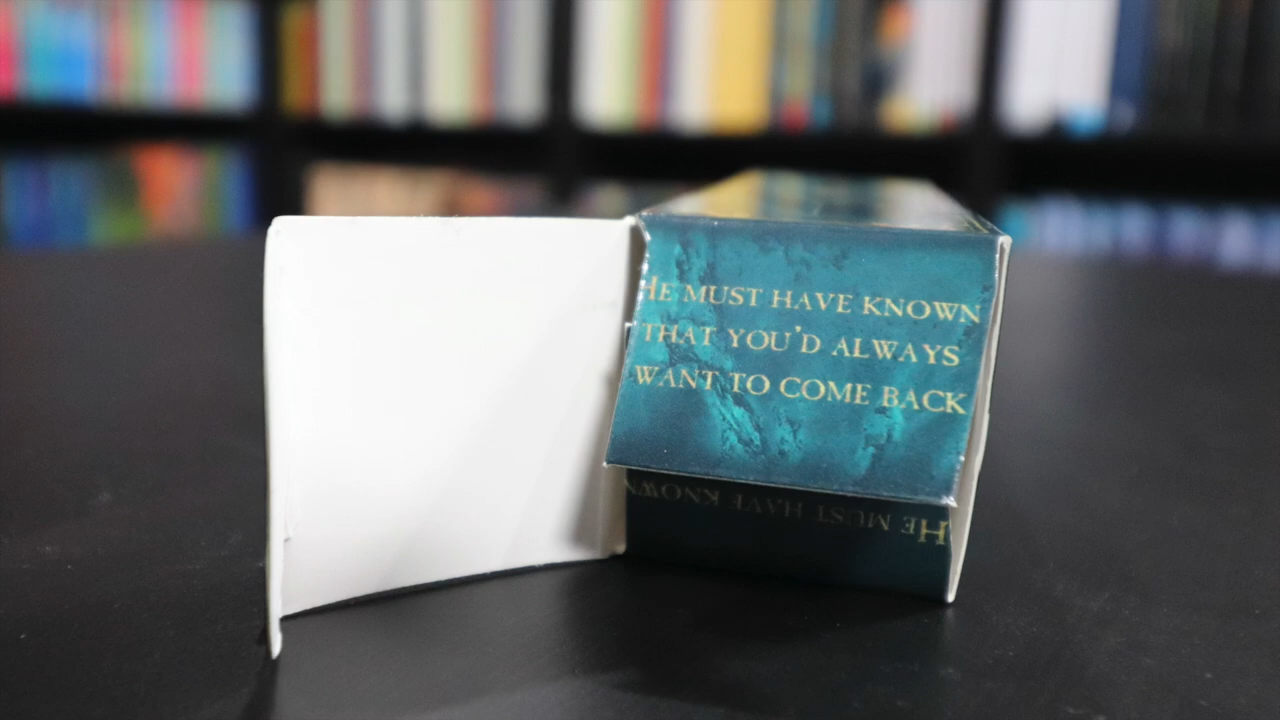 HE MUST HAVE KNOWN
THAT YOU'D ALWAYS
WANT TO COME BACK
HE MUST HAVE KNOWN